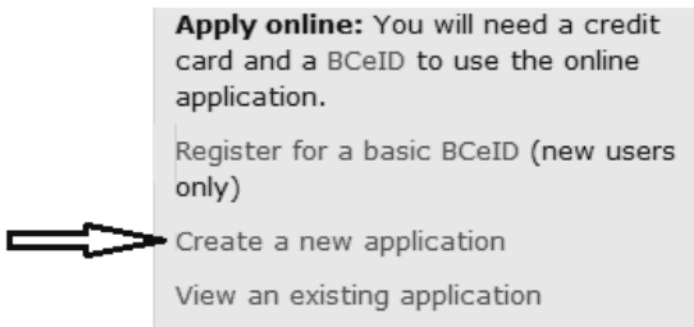 Apply online: You will need a credit
card and a BCeID to use the online
application.
Register for a basic BCeID (new users
only)
Create a new application
View an existing application